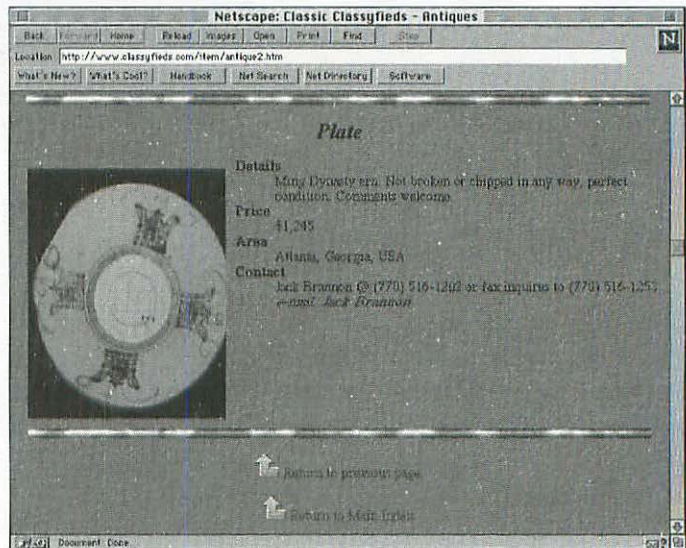 Netscape: Classic Classyfieds - Antiques
Back Forward Home Reload Images Open Print Find Stop
Location http://www.classyfieds.com/item/antique2.htm
What's New? What's Cool? Handbook Net Search Net Directory Software
N
Plate
Details
Ming Dynasty era. Not broken or chipped in any way, perfect
condition. Comments welcome.
Price
$1,245
Area
Atlanta, Georgia, USA
Contact
Jack Brannon @ (770) 516-1202 or fax inquires to (770) 516-1253
e-mail Jack Brannon
Return to previous page
Return to Main Index
Document: Done.